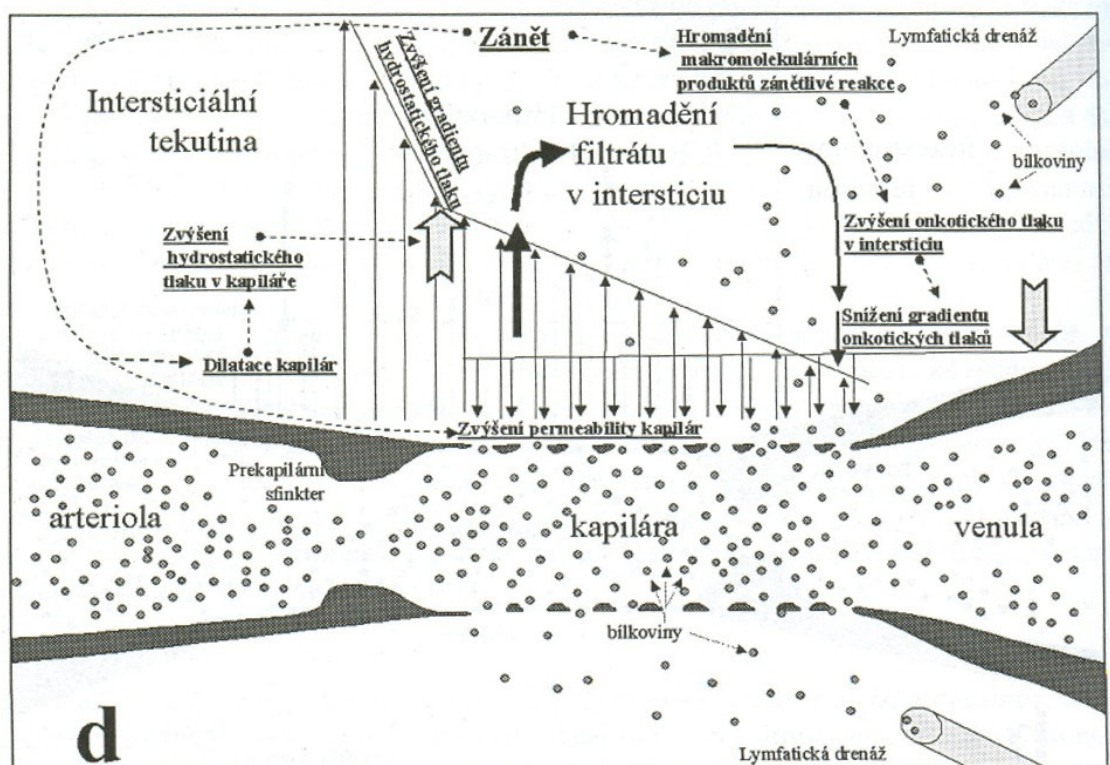 Zánět
Hromadění
makromolekulárních
produktů zánětlivé reakce
Lymfatická drenáž
Zvýšení gradientu
hydrostatického tlaku
Intersticiální
tekutina
Hromadění
filtrátu
v intersticiu
bílkoviny
Zvýšení
hydrostatického
tlaku v kapiláře
Zvýšení onkotického tlaku
v intersticiu
Snížení gradientu
onkotických tlaků
Dilatace kapilár
Zvýšení permeability kapilár
Prekapilární
sfinkter
arteriola
kapilára
venula
bílkoviny
d
Lymfatická drenáž